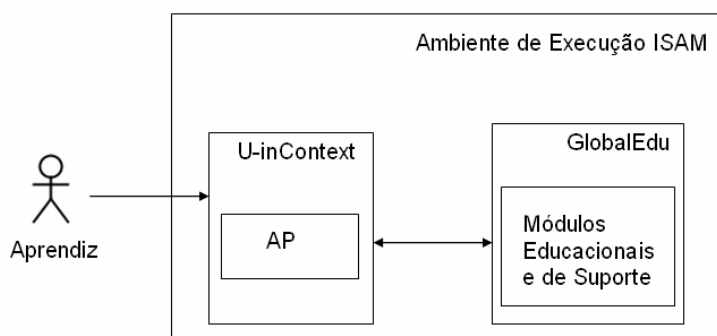 Ambiente de Execução ISAM
U-inContext
GlobalEdu
AP
Módulos
Educacionais
e de Suporte
Aprendiz